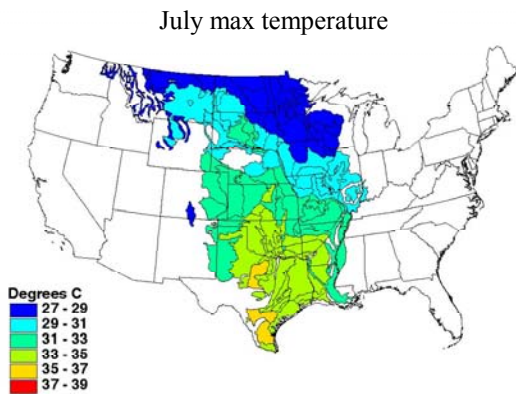 July max temperature
Degrees C
27 - 29
29 - 31
31 - 33
33 - 35
35 - 37
37 - 39